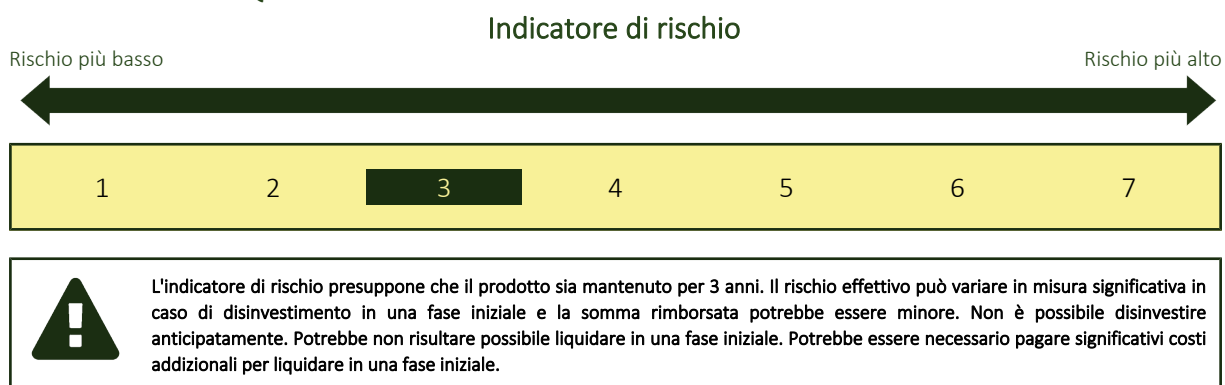 Indicatore di rischio
Rischio più basso
Rischio più alto
1 2 3 4 5 6 7
L'indicatore di rischio presuppone che il prodotto sia mantenuto per 3 anni. Il rischio effettivo può variare in misura significativa in
caso di disinvestimento in una fase iniziale e la somma rimborsata potrebbe essere minore. Non è possibile disinvestire
anticipatamente. Potrebbe non risultare possibile liquidare in una fase iniziale. Potrebbe essere necessario pagare significativi costi
addizionali per liquidare in una fase iniziale.